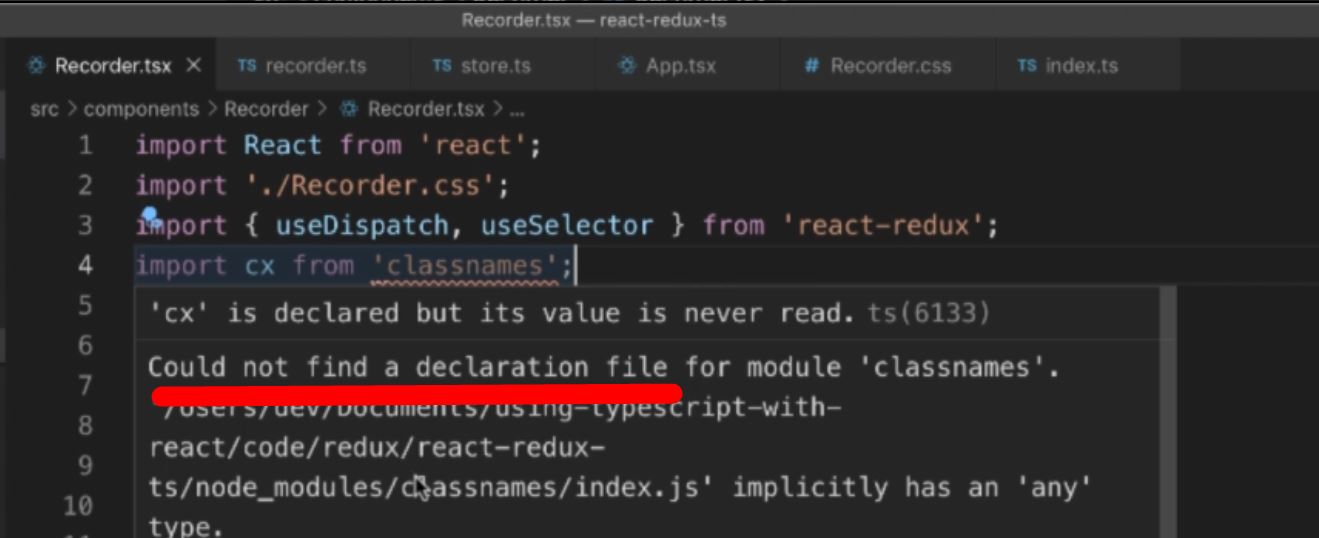 Recorder.tsx — react-redux-ts
Recorder.tsx × TS recorder.ts TS store.ts App.tsx # Recorder.css TS index.ts
src > components > Recorder > Recorder.tsx > ...
1 import React from 'react';
2 import './Recorder.css';
3 import { useDispatch, useSelector } from 'react-redux';
4 import cx from 'classnames';
5 'cx' is declared but its value is never read. ts(6133)
6
7 Could not find a declaration file for module 'classnames'.
8 '/Users/dev/Documents/using-typescript-with-
9 react/code/redux/react-redux-
10 ts/node_modules/classnames/index.js' implicitly has an 'any'
type.